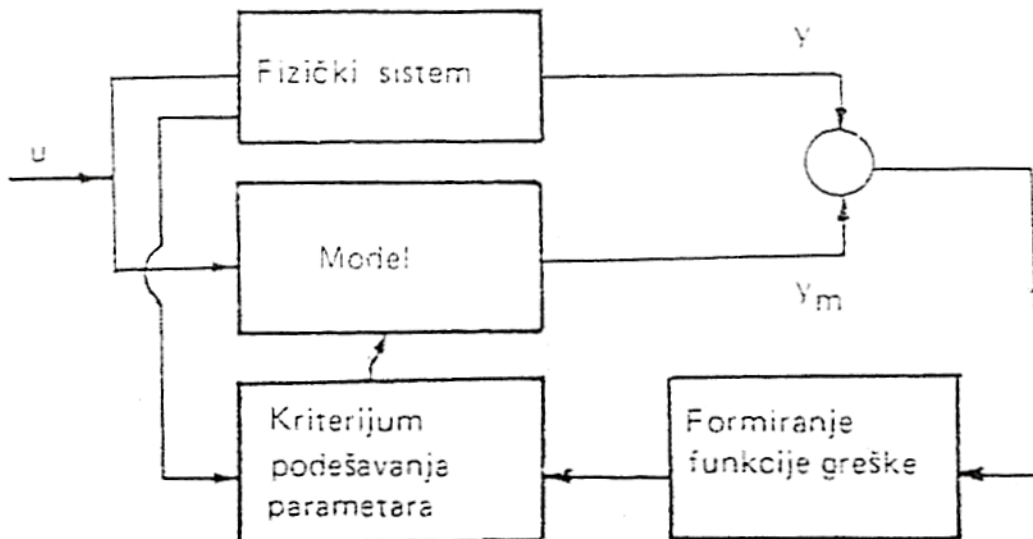 Fizički sistem
y
u
Model
ym
Kriterijum
podešavanja
parametara
Formiranje
funkcije greške